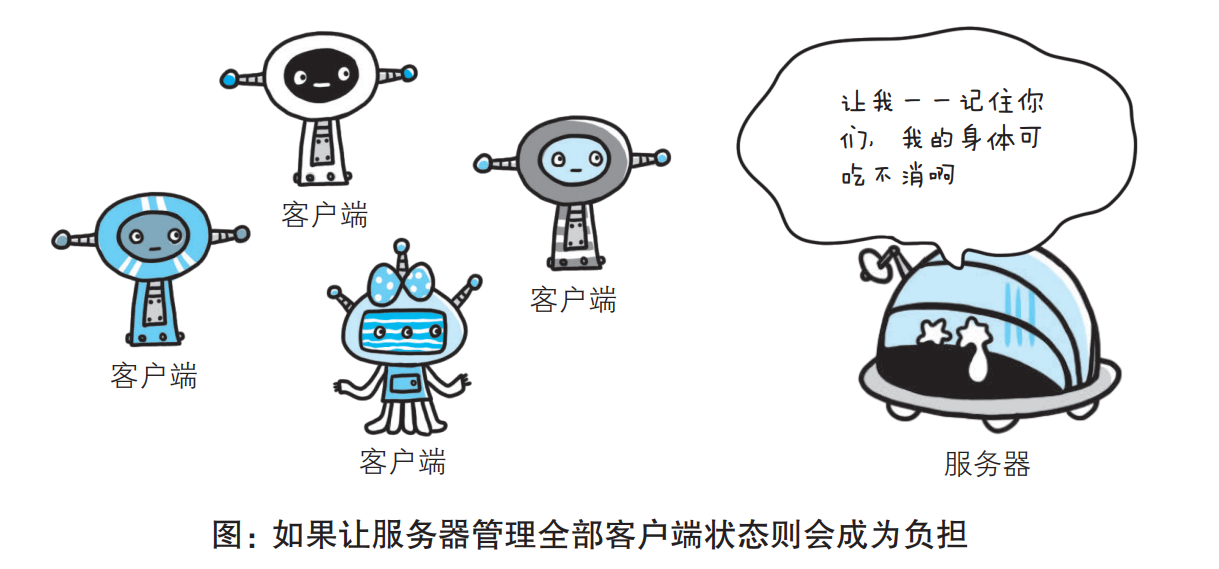 让我一一记住你
们，我的身体可
吃不消啊
客户端
客户端
客户端
客户端
服务器
图：如果让服务器管理全部客户端状态则会成为负担